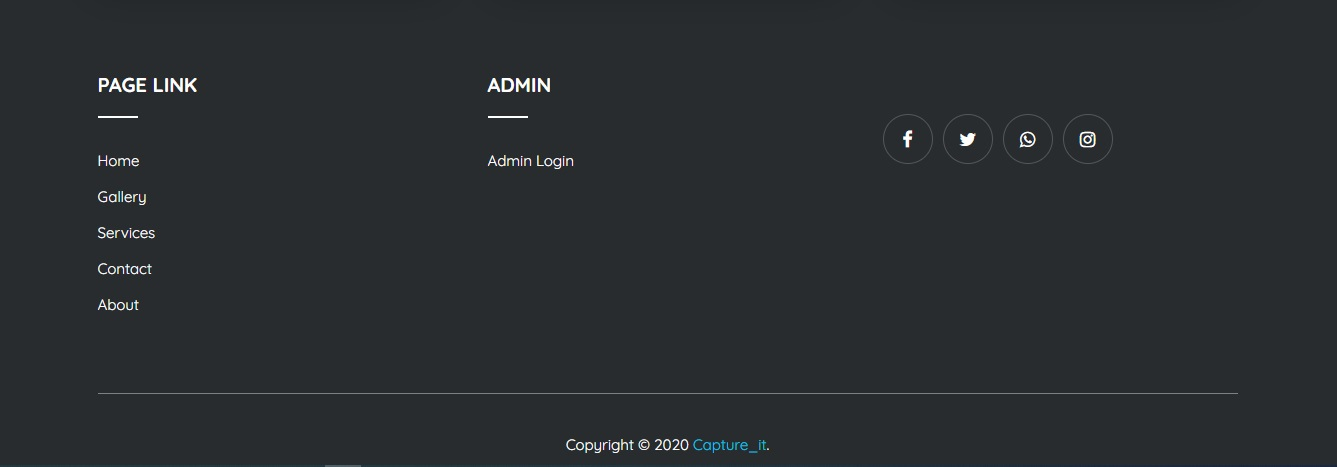 PAGE LINK
Home
Gallery
Services
Contact
About
ADMIN
Admin Login
Copyright © 2020 Capture_it.